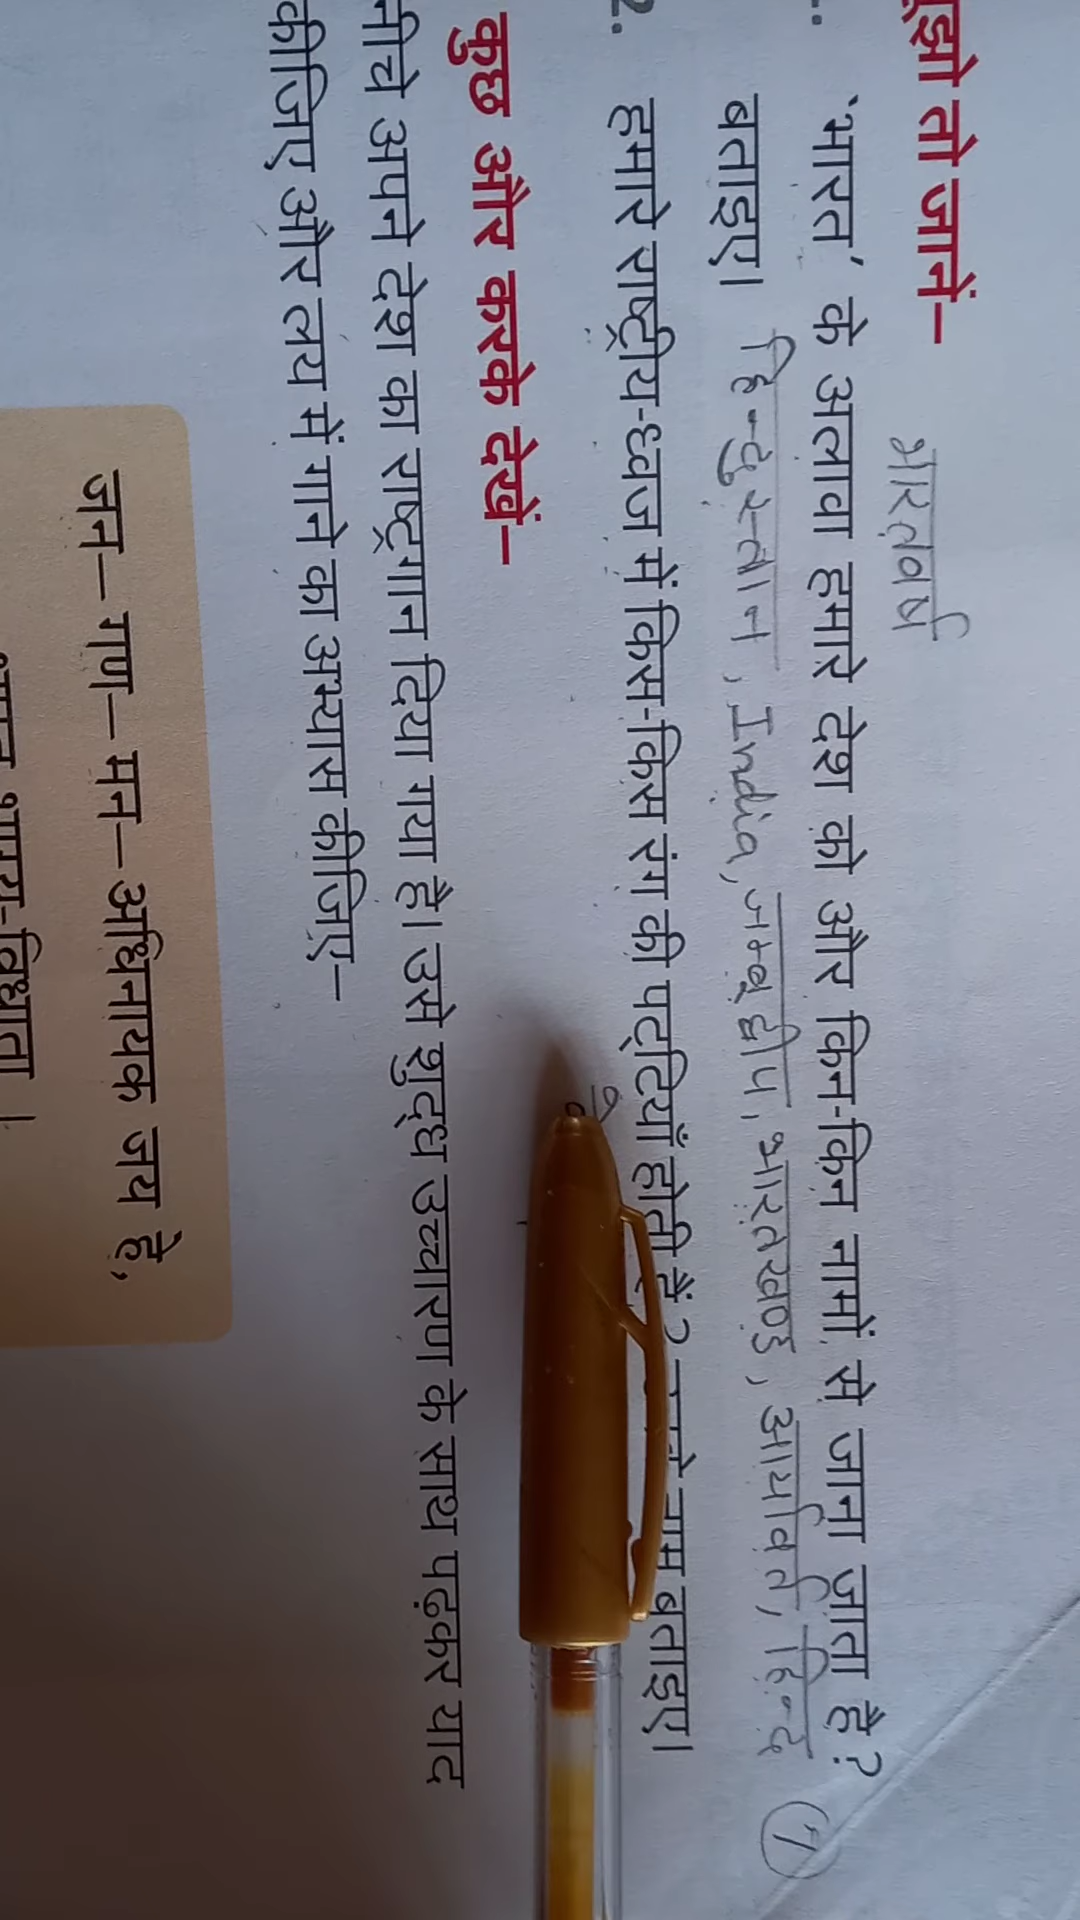 बूझो तो जानें–
भारतवर्ष
1. 'भारत' के अलावा हमारे देश को और किन-किन नामों से जाना जाता है?
बताइए। हिन्दुस्तान, India, जम्बूद्वीप, भारतखण्ड, आर्यावर्त, हिन्द (7)
2. हमारे राष्ट्रीय-ध्वज में किस-किस रंग की पट्टियाँ होती हैं? नाम बताइए।
कुछ और करके देखें–
नीचे अपने देश का राष्ट्रगान दिया गया है। उसे शुद्ध उच्चारण के साथ पढ़कर याद
कीजिए और लय में गाने का अभ्यास कीजिए–
जन–गण–मन–अधिनायक जय हे,
भाग्य-विधाता ।